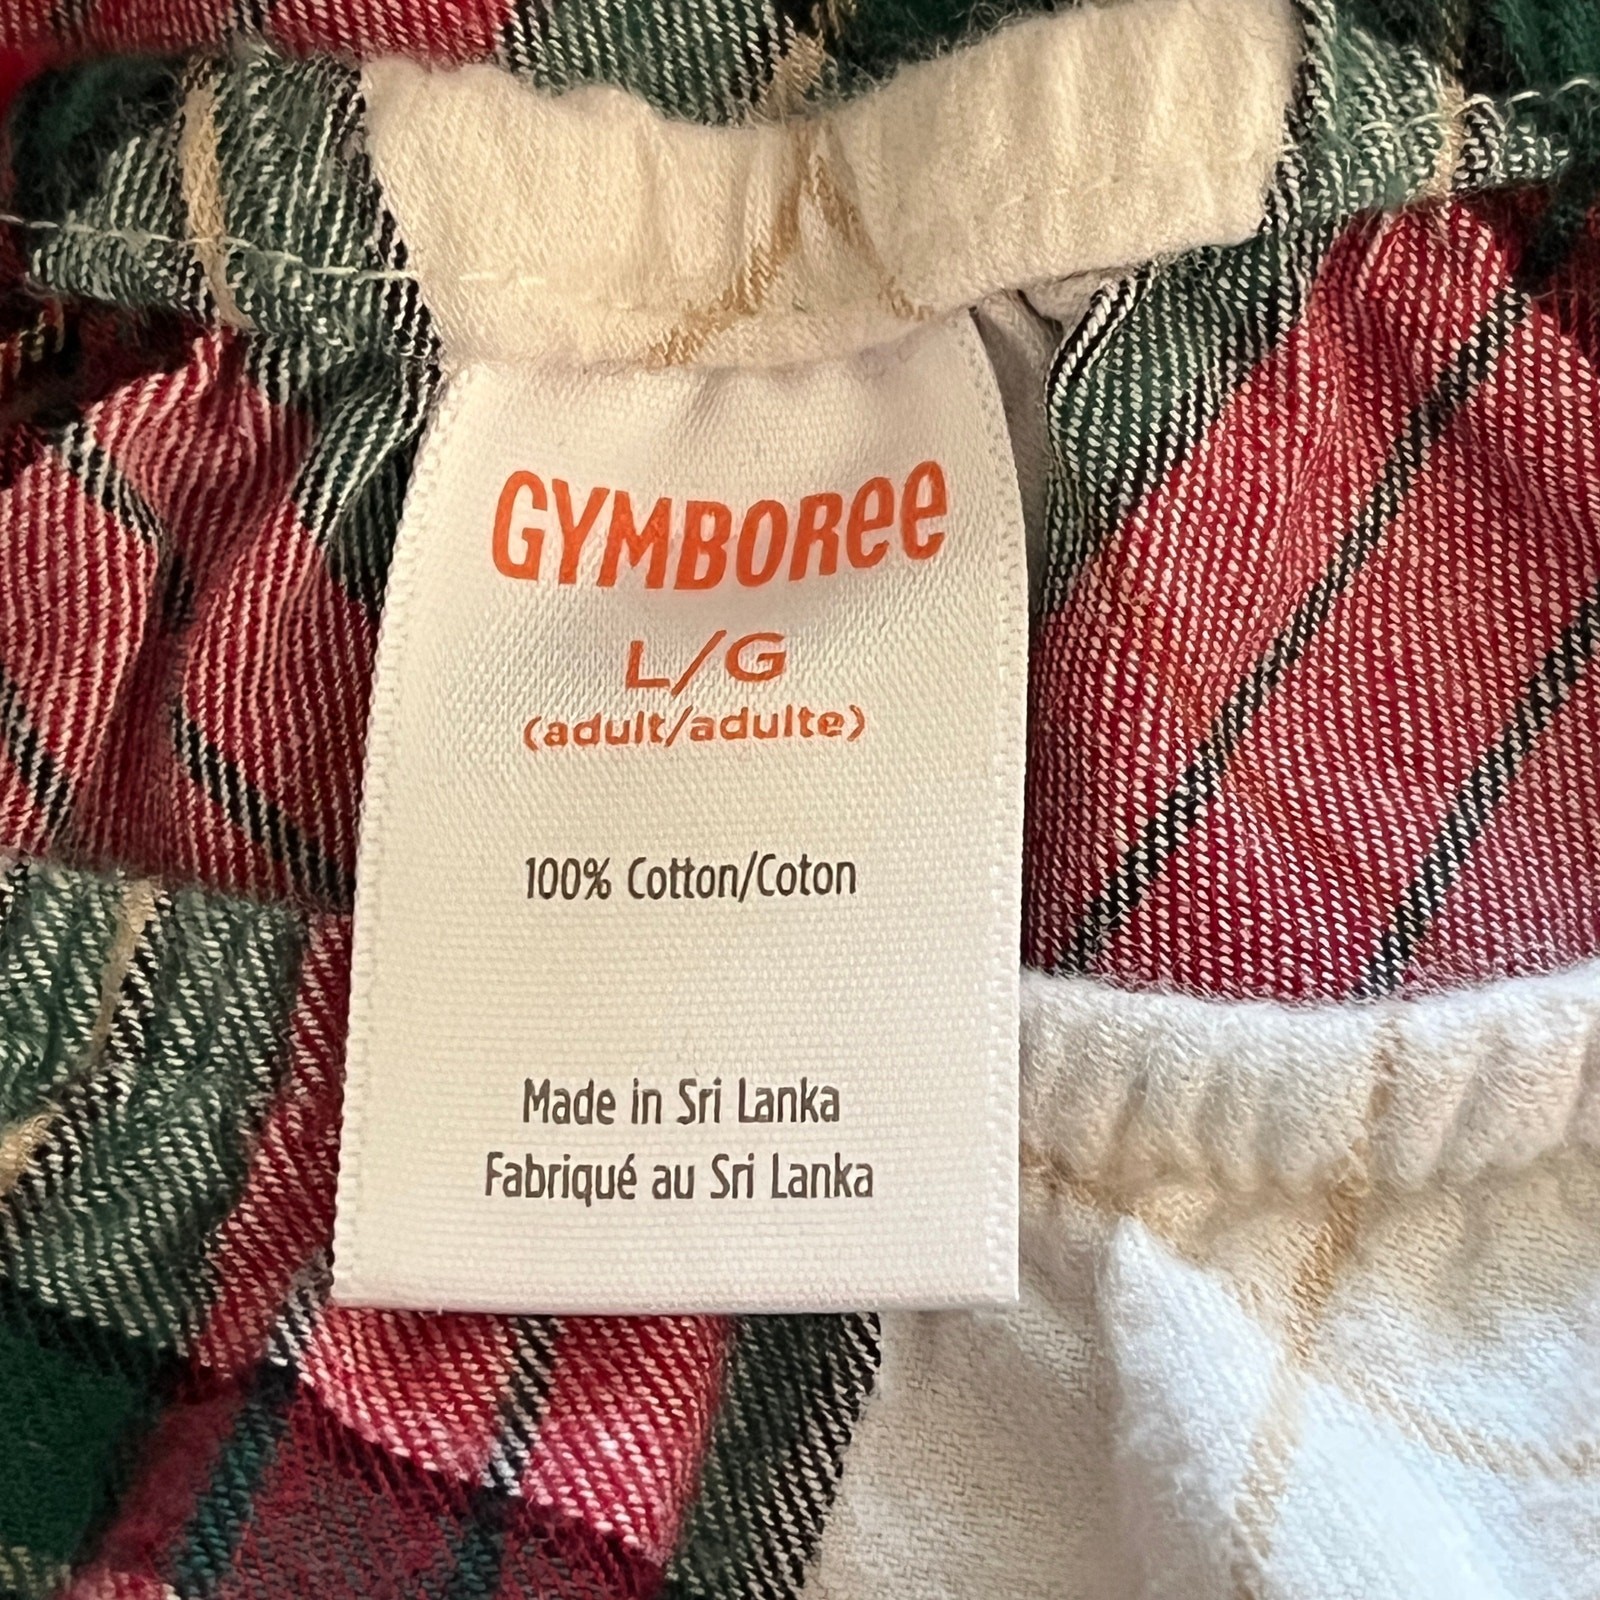 GYMBOREE
L/G
(adult/adulte)
100% Cotton/Coton
Made in Sri Lanka
Fabriqué au Sri Lanka